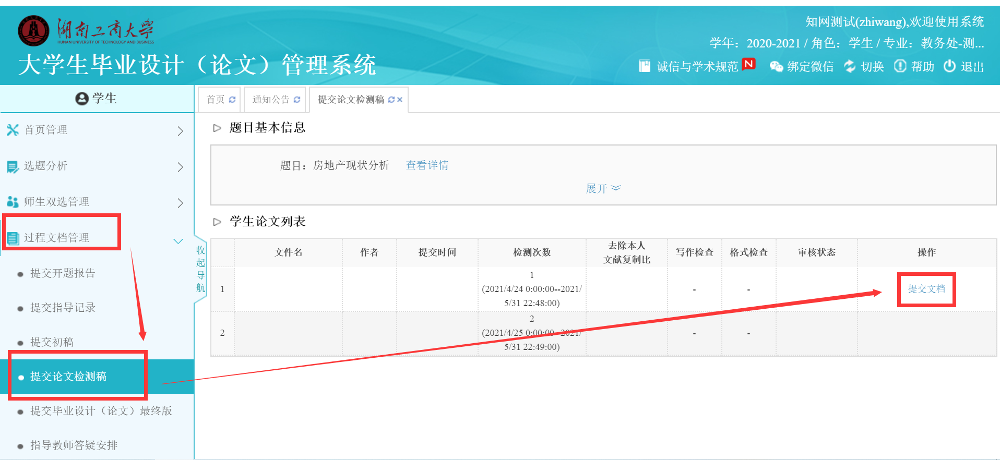 湖南工商大学
HUNAN UNIVERSITY OF TECHNOLOGY AND BUSINESS
大学生毕业设计（论文）管理系统
知网测试(zhiwang),欢迎使用系统
学年：2020-2021 / 角色：学生 / 专业：教务处-测...
诚信与学术规范 N 绑定微信 切换 帮助 退出
学生
首页管理
选题分析
师生双选管理
过程文档管理
提交开题报告
提交指导记录
提交初稿
提交论文检测稿
提交毕业设计（论文）最终版
指导教师答疑安排
收起导航
首页 通知公告 提交论文检测稿
题目基本信息
题目：房地产现状分析 查看详情
展开
学生论文列表
文件名 作者 提交时间 检测次数 去除本人 写作检查 格式检查 审核状态 操作
文献复制比
1
1 (2021/4/24 0:00:00--2021/ - - 提交文档
5/31 22:48:00)
2
2 (2021/4/25 0:00:00--2021/ - -
5/31 22:49:00)